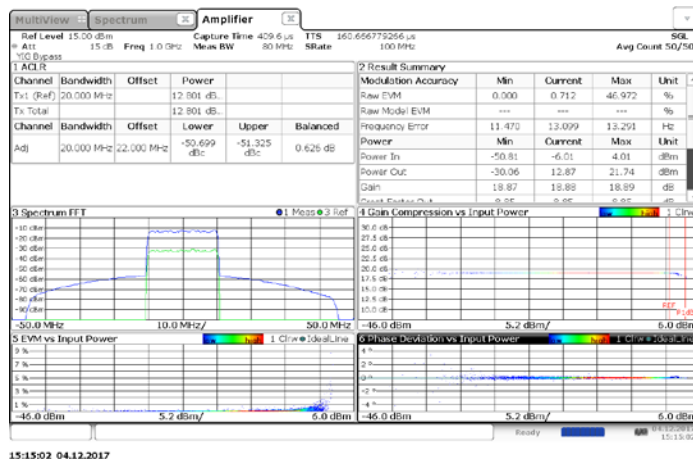 MultiView Spectrum Amplifier
Ref Level 15.00 dBm Capture Time 409.6 µs TTS 160.666779266 µs SGL
Att 15 dB Freq 1.0 GHz Meas BW 80 MHz SRate 100 MHz Avg Count 50/50
YIG Bypass
1 ACLR
Channel Bandwidth Offset Power
Tx1 (Ref) 20.000 MHz 12.801 dB...
Tx Total 12.801 dB...
Channel Bandwidth Offset Lower Upper Balanced
Adj 20.000 MHz 22.000 MHz -50.699 dBc -51.325 dBc 0.626 dB
2 Result Summary
Modulation Accuracy Min Current Max Unit
Raw EVM 0.000 0.712 46.972 %
Raw Model EVM --- --- --- %
Frequency Error 11.470 13.099 13.291 Hz
Power Min Current Max Unit
Power In -50.81 -6.01 4.01 dBm
Power Out -30.06 12.87 21.74 dBm
Gain 18.87 18.88 18.89 dB
3 Spectrum FFT 1 Meas 3 Ref
-10 dBm
-20 dBm
-30 dBm
-40 dBm
-50 dBm
-60 dBm
-70 dBm
-80 dBm
-90 dBm
-50.0 MHz 10.0 MHz/ 50.0 MHz
4 Gain Compression vs Input Power high 1 Clrw
30.0 dB
27.5 dB
25.0 dB
22.5 dB
20.0 dB
17.5 dB
15.0 dB
12.5 dB
10.0 dB
REF
-46.0 dBm 5.2 dBm/ 6.0 dBm
5 EVM vs Input Power high 1 Clrw IdealLine
9 %
7 %
5 %
3 %
1 %
-46.0 dBm 5.2 dBm/ 6.0 dBm
6 Phase Deviation vs Input Power high 1 Clrw IdealLine
4 °
2 °
0 °
-2 °
-4 °
-46.0 dBm 5.2 dBm/ 6.0 dBm
Ready 04.12.2017
15:15:02
15:15:02 04.12.2017